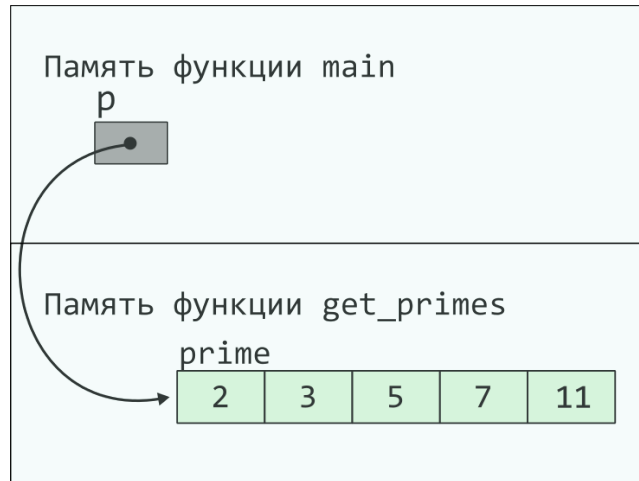 Память функции main
p
Память функции get_primes
prime
2 3 5 7 11